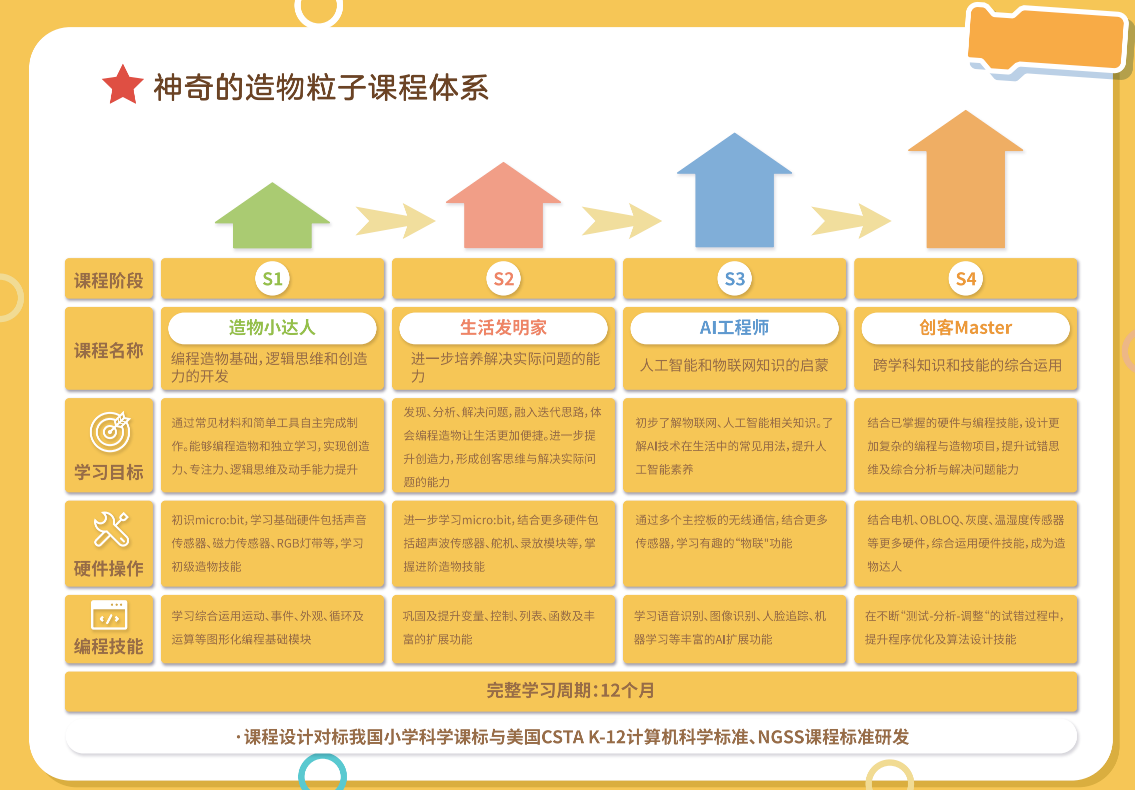 神奇的造物粒子课程体系
课程阶段
S1
S2
S3
S4
课程名称
造物小达人
编程造物基础，逻辑思维和创造
力的开发
生活发明家
进一步培养解决实际问题的能
力
AI工程师
人工智能和物联网知识的启蒙
创客Master
跨学科知识和技能的综合运用
学习目标
通过常见材料和简单工具自主完成制
作。能够编程造物和独立学习，实现创造
力、专注力、逻辑思维及动手能力提升
发现、分析、解决问题，融入迭代思路，体
会编程造物让生活更加便捷。进一步提
升创造力，形成创客思维与解决实际问
题的能力
初步了解物联网、人工智能相关知识。了
解AI技术在生活中的常见用法，提升人
工智能素养
结合已掌握的硬件与编程技能，设计更
加复杂的编程与造物项目，提升试错思
维及综合分析与解决问题能力
硬件操作
初识micro:bit，学习基础硬件包括声音
传感器、磁力传感器、RGB灯带等，学习
初级造物技能
进一步学习micro:bit，结合更多硬件包
括超声波传感器、舵机、录放模块等，掌
握进阶造物技能
通过多个主控板的无线通信，结合更多
传感器，学习有趣的“物联”功能
结合电机、OBLOQ、灰度、温湿度传感器
等更多硬件，综合运用硬件技能，成为造
物达人
编程技能
学习综合运用运动、事件、外观、循环及
运算等图形化编程基础模块
巩固及提升变量、控制、列表、函数及丰
富的扩展功能
学习语音识别、图像识别、人脸追踪、机
器学习等丰富的AI扩展功能
在不断“测试-分析-调整“的试错过程中，
提升程序优化及算法设计技能
完整学习周期：12个月
·课程设计对标我国小学科学课标与美国CSTA K-12计算机科学标准、NGSS课程标准研发